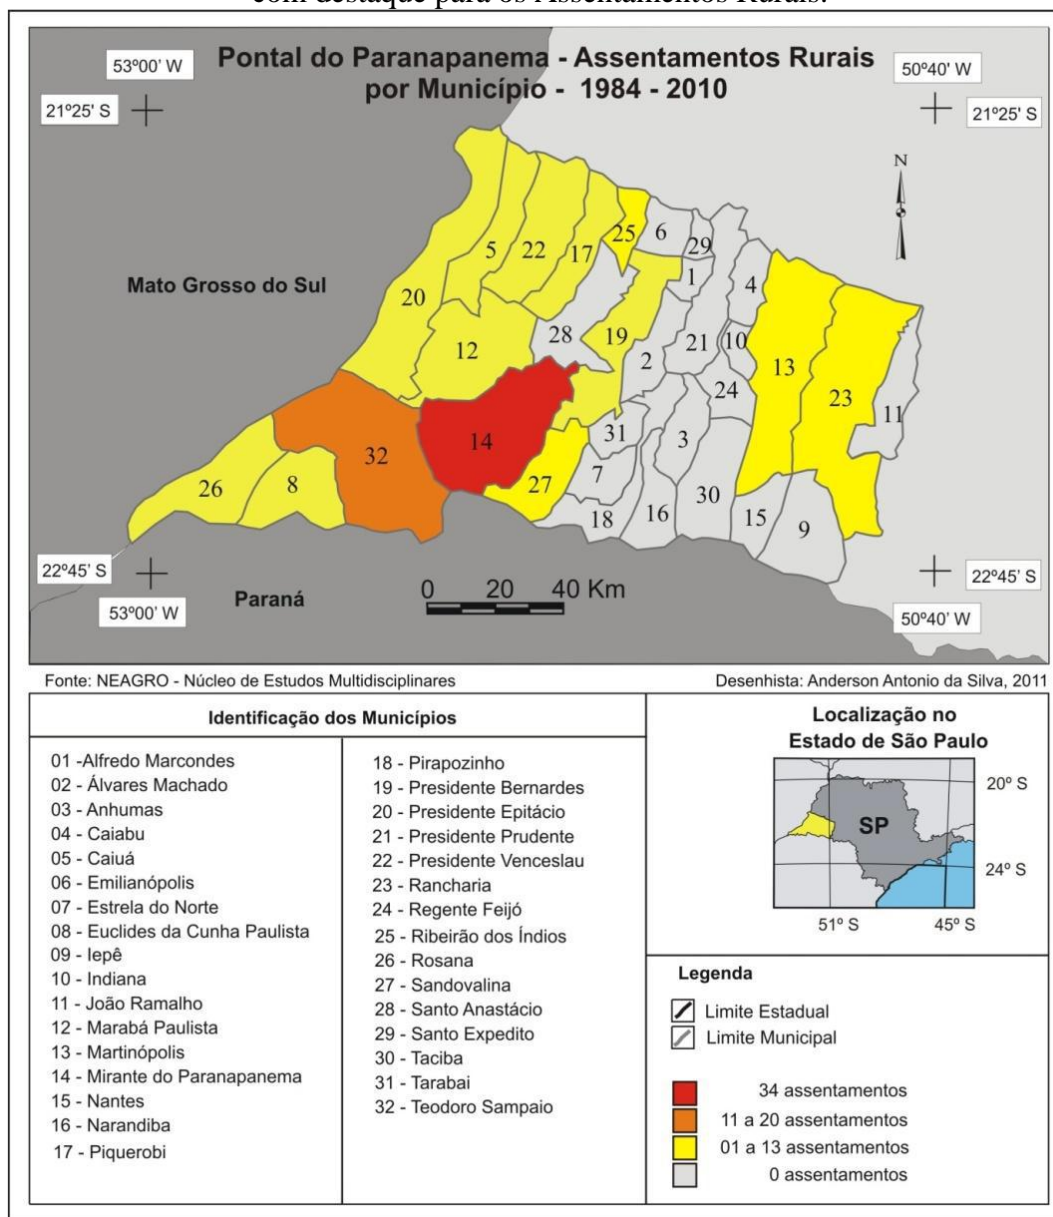 com destaque para os Assentamentos Rurais.
Pontal do Paranapanema - Assentamentos Rurais
por Município - 1984 - 2010
53º00' W
50º40' W
21º25' S
21º25' S
N
Mato Grosso do Sul
20
5
22
17
25
6
29
1
4
12
28
19
2
21
10
24
13
23
11
14
32
26
8
27
31
7
18
3
16
30
15
9
22º45' S
53º00' W
Paraná
0 20 40 Km
22º45' S
50º40' W
Fonte: NEAGRO - Núcleo de Estudos Multidisciplinares
Desenhista: Anderson Antonio da Silva, 2011
Identificação dos Municípios
01 -Alfredo Marcondes
02 - Álvares Machado
03 - Anhumas
04 - Caiabu
05 - Caiuá
06 - Emilianópolis
07 - Estrela do Norte
08 - Euclides da Cunha Paulista
09 - Iepê
10 - Indiana
11 - João Ramalho
12 - Marabá Paulista
13 - Martinópolis
14 - Mirante do Paranapanema
15 - Nantes
16 - Narandiba
17 - Piquerobi
18 - Pirapozinho
19 - Presidente Bernardes
20 - Presidente Epitácio
21 - Presidente Prudente
22 - Presidente Venceslau
23 - Rancharia
24 - Regente Feijó
25 - Ribeirão dos Índios
26 - Rosana
27 - Sandovalina
28 - Santo Anastácio
29 - Santo Expedito
30 - Taciba
31 - Tarabai
32 - Teodoro Sampaio
Localização no
Estado de São Paulo
20º S
SP
24º S
51º S
45º S
Legenda
Limite Estadual
Limite Municipal
34 assentamentos
11 a 20 assentamentos
01 a 13 assentamentos
0 assentamentos